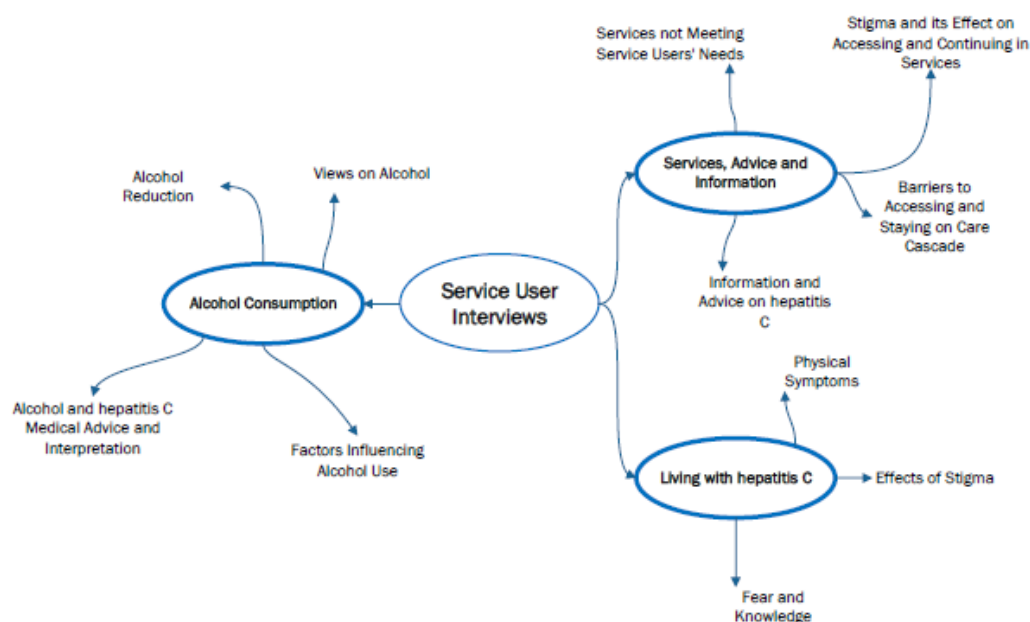 Services not Meeting
Service Users' Needs
Stigma and its Effect on
Accessing and Continuing in
Services
Alcohol
Reduction
Views on Alcohol
Services, Advice and
Information
Barriers to
Accessing and
Staying on Care
Cascade
Alcohol Consumption
Service User
Interviews
Information and
Advice on hepatitis
C
Alcohol and hepatitis C
Medical Advice and
Interpretation
Factors Influencing
Alcohol Use
Physical
Symptoms
Living with hepatitis C
Effects of Stigma
Fear and
Knowledge